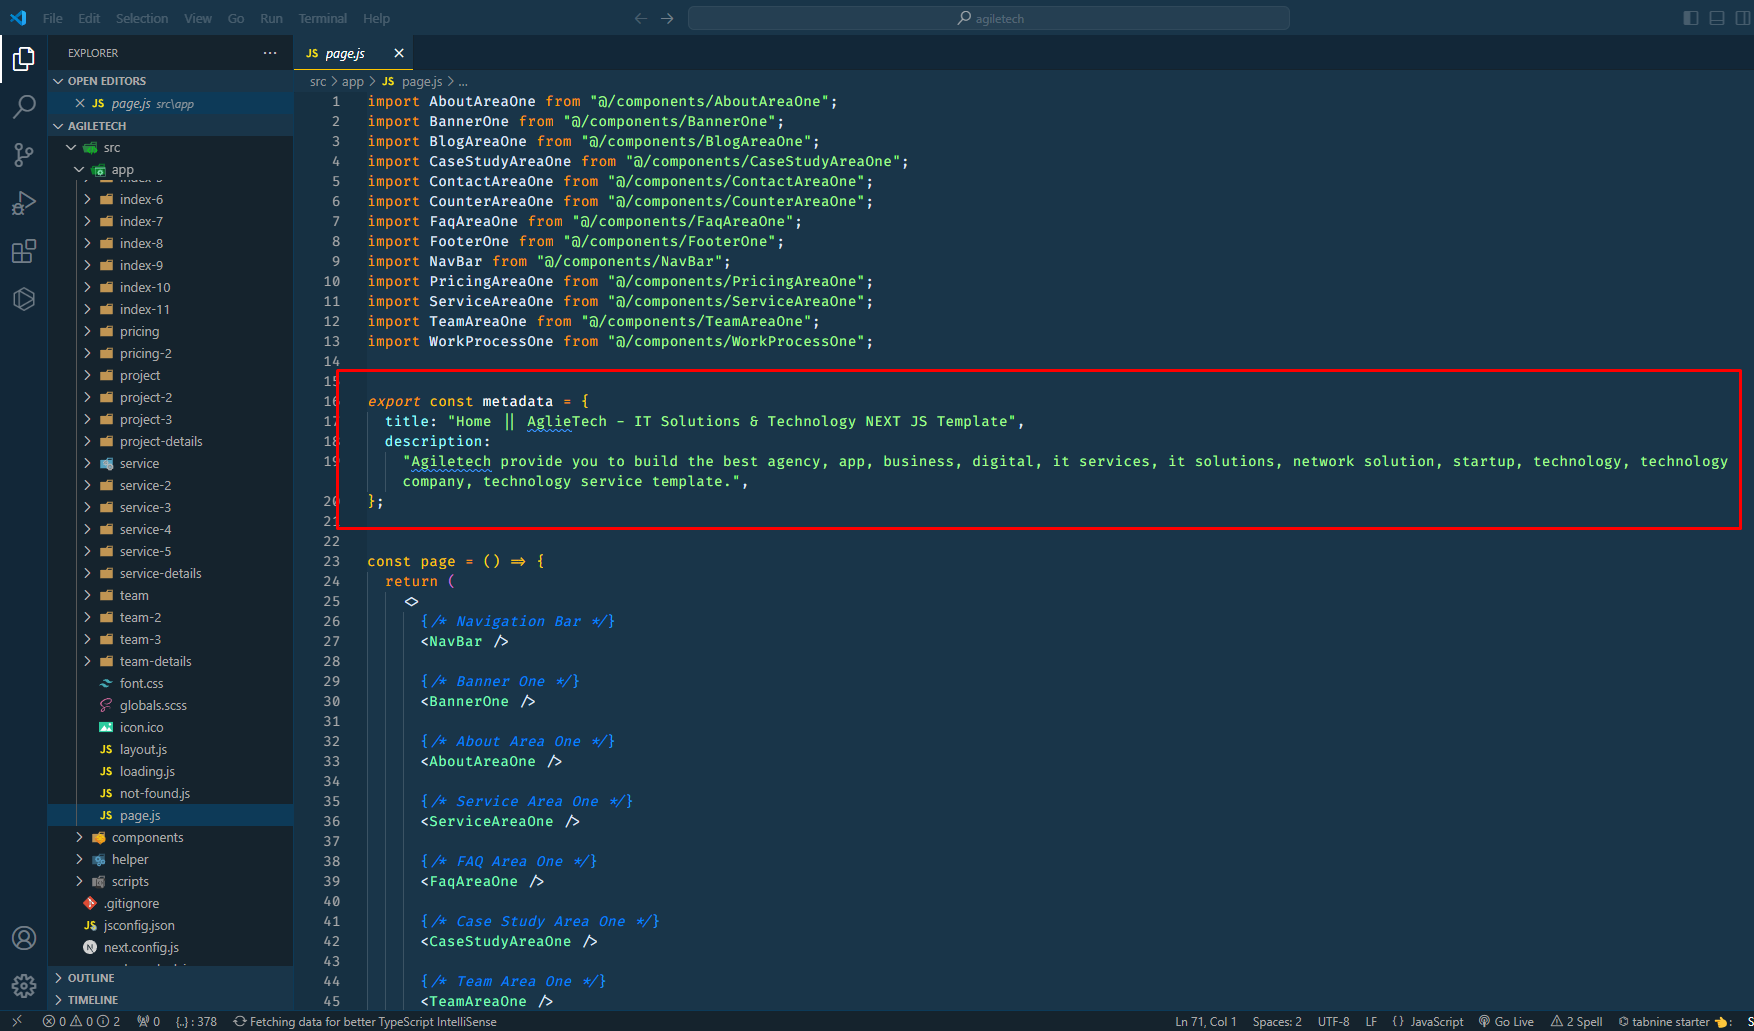 File Edit Selection View Go Run Terminal Help
agiletech
EXPLORER
OPEN EDITORS
JS page.js src\app
AGILETECH
src
app
index-6
index-7
index-8
index-9
index-10
index-11
pricing
pricing-2
project
project-2
project-3
project-details
service
service-2
service-3
service-4
service-5
service-details
team
team-2
team-3
team-details
font.css
globals.scss
icon.ico
JS layout.js
JS loading.js
JS not-found.js
JS page.js
components
helper
scripts
.gitignore
JS jsconfig.json
N next.config.js
OUTLINE
TIMELINE
JS page.js
src > app > JS page.js > ...
1 import AboutAreaOne from "@/components/AboutAreaOne";
2 import BannerOne from "@/components/BannerOne";
3 import BlogAreaOne from "@/components/BlogAreaOne";
4 import CaseStudyAreaOne from "@/components/CaseStudyAreaOne";
5 import ContactAreaOne from "@/components/ContactAreaOne";
6 import CounterAreaOne from "@/components/CounterAreaOne";
7 import FaqAreaOne from "@/components/FaqAreaOne";
8 import FooterOne from "@/components/FooterOne";
9 import NavBar from "@/components/NavBar";
10 import PricingAreaOne from "@/components/PricingAreaOne";
11 import ServiceAreaOne from "@/components/ServiceAreaOne";
12 import TeamAreaOne from "@/components/TeamAreaOne";
13 import WorkProcessOne from "@/components/WorkProcessOne";
14
15
16 export const metadata = {
17 title: "Home || AglieTech - IT Solutions & Technology NEXT JS Template",
18 description:
19 "Agiletech provide you to build the best agency, app, business, digital, it services, it solutions, network solution, startup, technology, technology
company, technology service template.",
20 };
21
22
23 const page = () => {
24 return (
25 <>
26 {/* Navigation Bar */}
27 <NavBar />
28
29 {/* Banner One */}
30 <BannerOne />
31
32 {/* About Area One */}
33 <AboutAreaOne />
34
35 {/* Service Area One */}
36 <ServiceAreaOne />
37
38 {/* FAQ Area One */}
39 <FaqAreaOne />
40
41 {/* Case Study Area One */}
42 <CaseStudyAreaOne />
43
44 {/* Team Area One */}
45 <TeamAreaOne />
0 0 2 0 {..} : 378 Fetching data for better TypeScript IntelliSense
Ln 71, Col 1 Spaces: 2 UTF-8 LF {} JavaScript Go Live 2 Spell tabnine starter